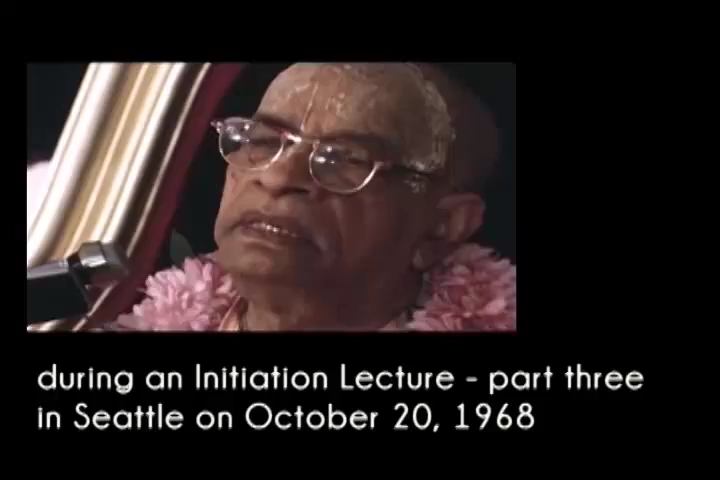 during an Initiation Lecture - part three
in Seattle on October 20, 1968